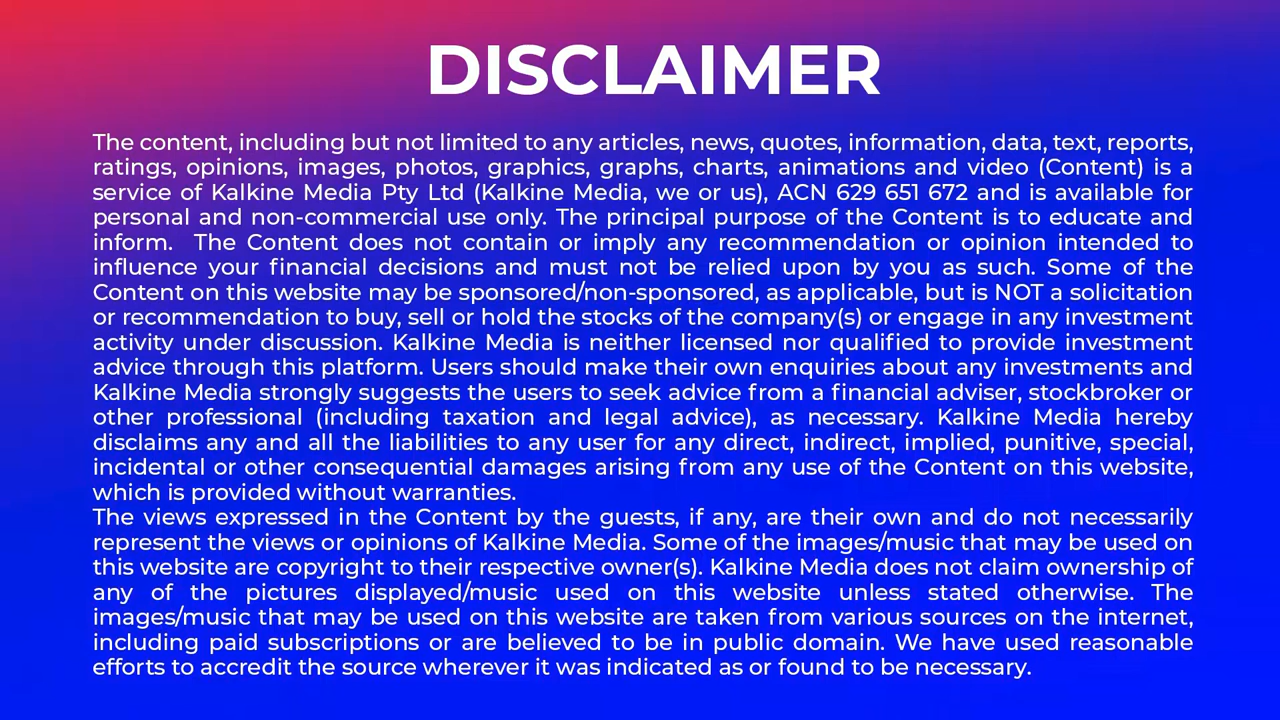 DISCLAIMER
The content, including but not limited to any articles, news, quotes, information, data, text, reports,
ratings, opinions, images, photos, graphics, graphs, charts, animations and video (Content) is a
service of Kalkine Media Pty Ltd (Kalkine Media, we or us), ACN 629 651 672 and is available for
personal and non-commercial use only. The principal purpose of the Content is to educate and
inform. The Content does not contain or imply any recommendation or opinion intended to
influence your financial decisions and must not be relied upon by you as such. Some of the
Content on this website may be sponsored/non-sponsored, as applicable, but is NOT a solicitation
or recommendation to buy, sell or hold the stocks of the company(s) or engage in any investment
activity under discussion. Kalkine Media is neither licensed nor qualified to provide investment
advice through this platform. Users should make their own enquiries about any investments and
Kalkine Media strongly suggests the users to seek advice from a financial adviser, stockbroker or
other professional (including taxation and legal advice), as necessary. Kalkine Media hereby
disclaims any and all the liabilities to any user for any direct, indirect, implied, punitive, special,
incidental or other consequential damages arising from any use of the Content on this website,
which is provided without warranties.
The views expressed in the Content by the guests, if any, are their own and do not necessarily
represent the views or opinions of Kalkine Media. Some of the images/music that may be used on
this website are copyright to their respective owner(s). Kalkine Media does not claim ownership of
any of the pictures displayed/music used on this website unless stated otherwise. The
images/music that may be used on this website are taken from various sources on the internet,
including paid subscriptions or are believed to be in public domain. We have used reasonable
efforts to accredit the source wherever it was indicated as or found to be necessary.